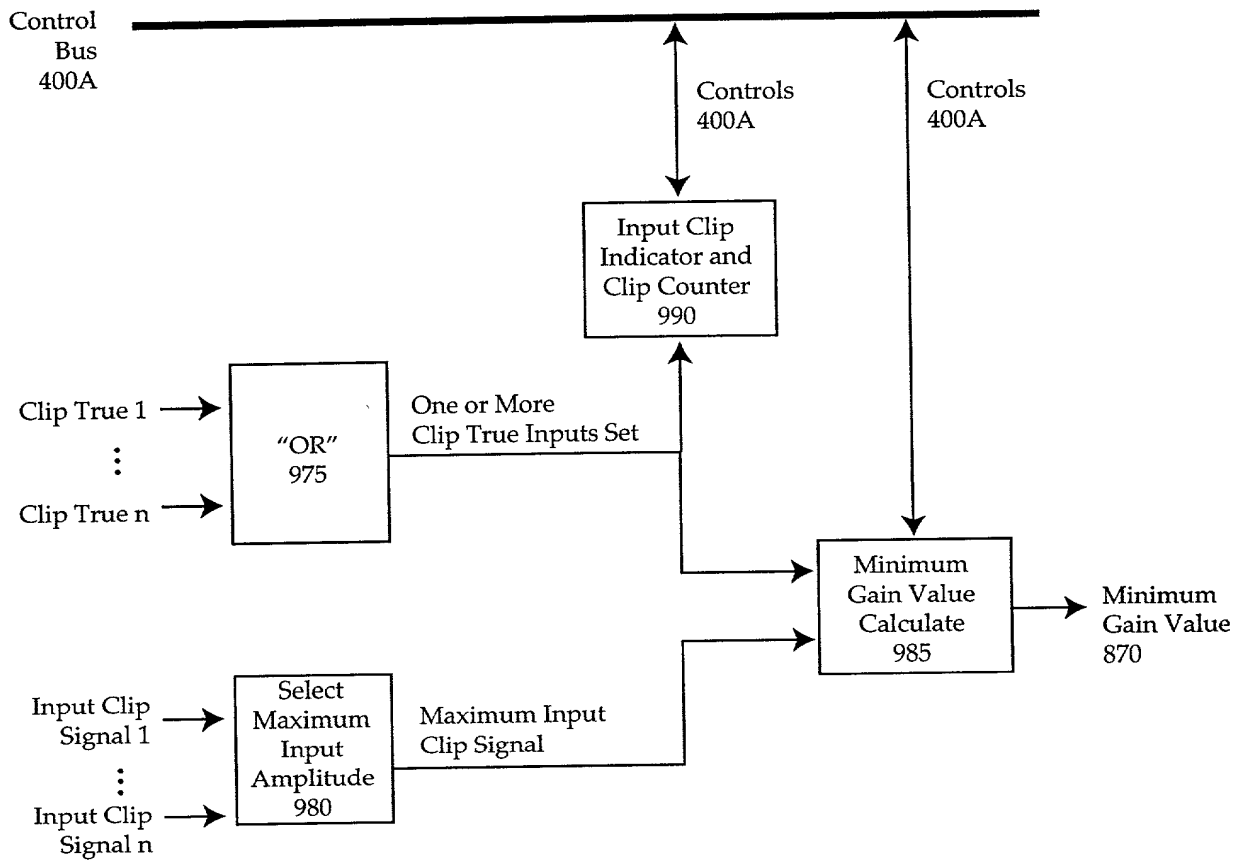 Control
Bus
400A
Controls
400A
Controls
400A
Input Clip
Indicator and
Clip Counter
990
Clip True 1
Clip True n
"OR"
975
One or More
Clip True Inputs Set
Minimum
Gain Value
Calculate
985
Minimum
Gain Value
870
Input Clip
Signal 1
Input Clip
Signal n
Select
Maximum
Input
Amplitude
980
Maximum Input
Clip Signal